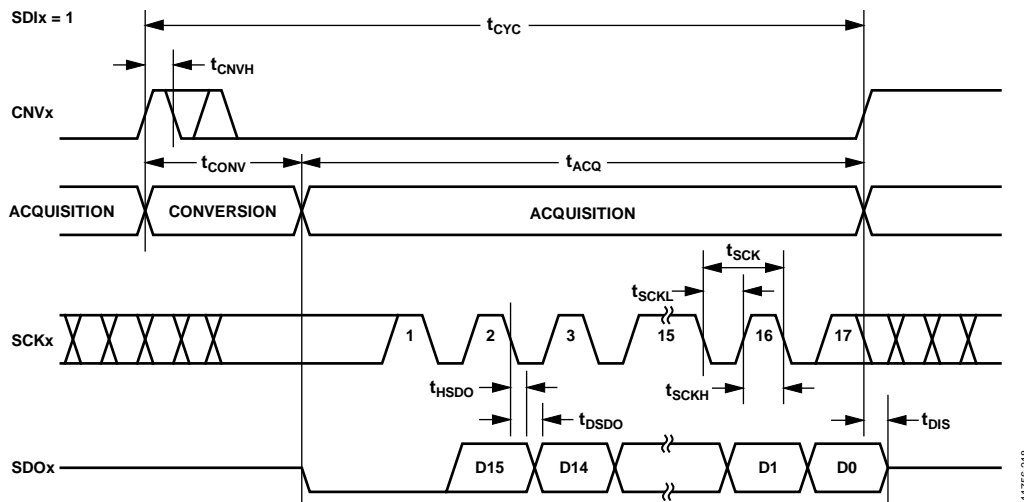 SDIx = 1
tCYC
tCNVH
CNVx
tCONV
tACQ
ACQUISITION
CONVERSION
ACQUISITION
tSCK
tSCKL
SCKx
1
2
3
15
16
17
tHSDO
tSCKH
tDSDO
tDIS
SDOx
D15
D14
D1
D0